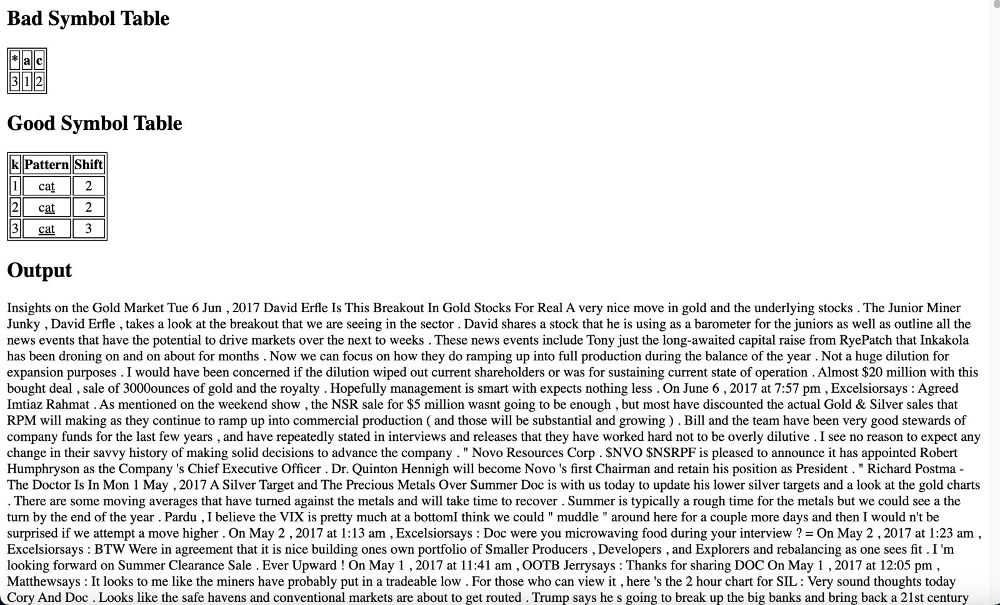 Bad Symbol Table
* a c
3 1 2
Good Symbol Table
k Pattern Shift
1 cat 2
2 cat 2
3 cat 3
Output
Insights on the Gold Market Tue 6 Jun , 2017 David Erfle Is This Breakout In Gold Stocks For Real A very nice move in gold and the underlying stocks . The Junior Miner
Junky , David Erfle , takes a look at the breakout that we are seeing in the sector . David shares a stock that he is using as a barometer for the juniors as well as outline all the
news events that have the potential to drive markets over the next to weeks . These news events include Tony just the long-awaited capital raise from RyePatch that Inkakola
has been droning on and on about for months . Now we can focus on how they do ramping up into full production during the balance of the year . Not a huge dilution for
expansion purposes . I would have been concerned if the dilution wiped out current shareholders or was for sustaining current state of operation . Almost $20 million with this
bought deal , sale of 3000ounces of gold and the royalty . Hopefully management is smart with expects nothing less . On June 6 , 2017 at 7:57 pm , Excelsiorsays : Agreed
Imtiaz Rahmat . As mentioned on the weekend show , the NSR sale for $5 million wasnt going to be enough , but most have discounted the actual Gold & Silver sales that
RPM will making as they continue to ramp up into commercial production ( and those will be substantial and growing ) . Bill and the team have been very good stewards of
company funds for the last few years , and have repeatedly stated in interviews and releases that they have worked hard not to be overly dilutive . I see no reason to expect any
change in their savvy history of making solid decisions to advance the company . " Novo Resources Corp . $NVO $NSRPF is pleased to announce it has appointed Robert
Humphryson as the Company 's Chief Executive Officer . Dr. Quinton Hennigh will become Novo 's first Chairman and retain his position as President . " Richard Postma -
The Doctor Is In Mon 1 May , 2017 A Silver Target and The Precious Metals Over Summer Doc is with us today to update his lower silver targets and a look at the gold charts
. There are some moving averages that have turned against the metals and will take time to recover . Summer is typically a rough time for the metals but we could see a the
turn by the end of the year . Pardu , I believe the VIX is pretty much at a bottomI think we could " muddle " around here for a couple more days and then I would n't be
surprised if we attempt a move higher . On May 2 , 2017 at 1:13 am , Excelsiorsays : Doc were you microwaving food during your interview ? = On May 2 , 2017 at 1:23 am ,
Excelsiorsays : BTW Were in agreement that it is nice building ones own portfolio of Smaller Producers , Developers , and Explorers and rebalancing as one sees fit . I 'm
looking forward on Summer Clearance Sale . Ever Upward ! On May 1 , 2017 at 11:41 am , OOTB Jerrysays : Thanks for sharing DOC On May 1 , 2017 at 12:05 pm ,
Matthewsays : It looks to me like the miners have probably put in a tradeable low . For those who can view it , here 's the 2 hour chart for SIL : Very sound thoughts today
Cory And Doc . Looks like the safe havens and conventional markets are about to get routed . Trump says he s going to break up the big banks and bring back a 21st century